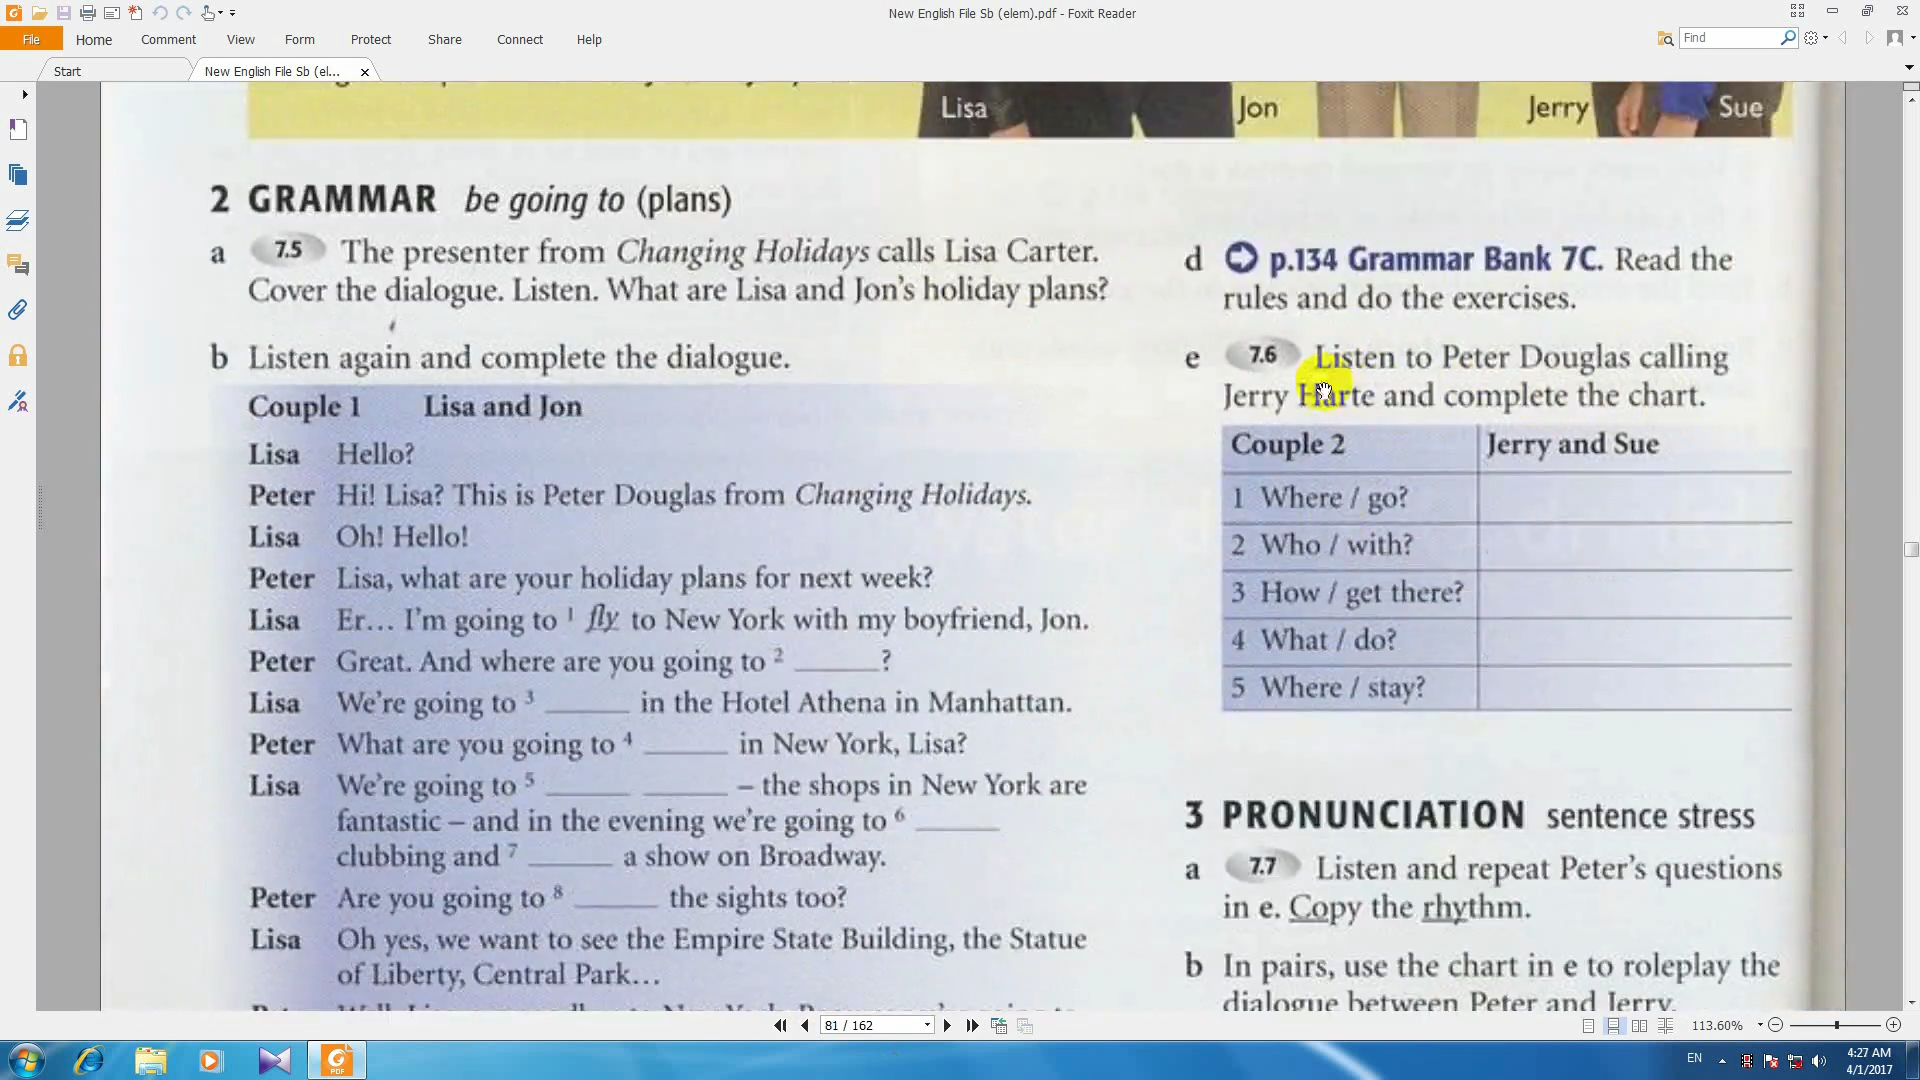 New English File Sb (elem).pdf - Foxit Reader
File Home Comment View Form Protect Share Connect Help
Find
Start
New English File Sb (el...
Lisa Jon Jerry Sue
2 GRAMMAR be going to (plans)
a 7.5 The presenter from Changing Holidays calls Lisa Carter.
Cover the dialogue. Listen. What are Lisa and Jon's holiday plans?
b Listen again and complete the dialogue.
Couple 1 Lisa and Jon
Lisa Hello?
Peter Hi! Lisa? This is Peter Douglas from Changing Holidays.
Lisa Oh! Hello!
Peter Lisa, what are your holiday plans for next week?
Lisa Er… I'm going to 1 fly to New York with my boyfriend, Jon.
Peter Great. And where are you going to 2 ______?
Lisa We're going to 3 ______ in the Hotel Athena in Manhattan.
Peter What are you going to 4 ______ in New York, Lisa?
Lisa We're going to 5 ______ ______ – the shops in New York are
fantastic – and in the evening we're going to 6 ______
clubbing and 7 ______ a show on Broadway.
Peter Are you going to 8 ______ the sights too?
Lisa Oh yes, we want to see the Empire State Building, the Statue
of Liberty, Central Park…
d p.134 Grammar Bank 7C. Read the
rules and do the exercises.
e 7.6 Listen to Peter Douglas calling
Jerry Harte and complete the chart.
Couple 2 Jerry and Sue
1 Where / go?
2 Who / with?
3 How / get there?
4 What / do?
5 Where / stay?
3 PRONUNCIATION sentence stress
a 7.7 Listen and repeat Peter's questions
in e. Copy the rhythm.
b In pairs, use the chart in e to roleplay the
dialogue between Peter and Jerry.
81 / 162
113.60%
EN
4:27 AM
4/1/2017
PDF